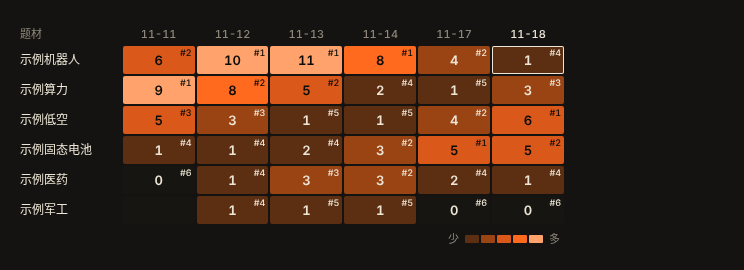 题材 11-11 11-12 11-13 11-14 11-17 11-18
示例机器人 6 #2 10 #1 11 #1 8 #1 4 #2 1 #4
示例算力 9 #1 8 #2 5 #2 2 #4 1 #5 3 #3
示例低空 5 #3 3 #3 1 #5 1 #5 4 #2 6 #1
示例固态电池 1 #4 1 #4 2 #4 3 #2 5 #1 5 #2
示例医药 0 #6 1 #4 3 #3 3 #2 2 #4 1 #4
示例军工 1 #4 1 #5 1 #5 0 #6 0 #6
少 多